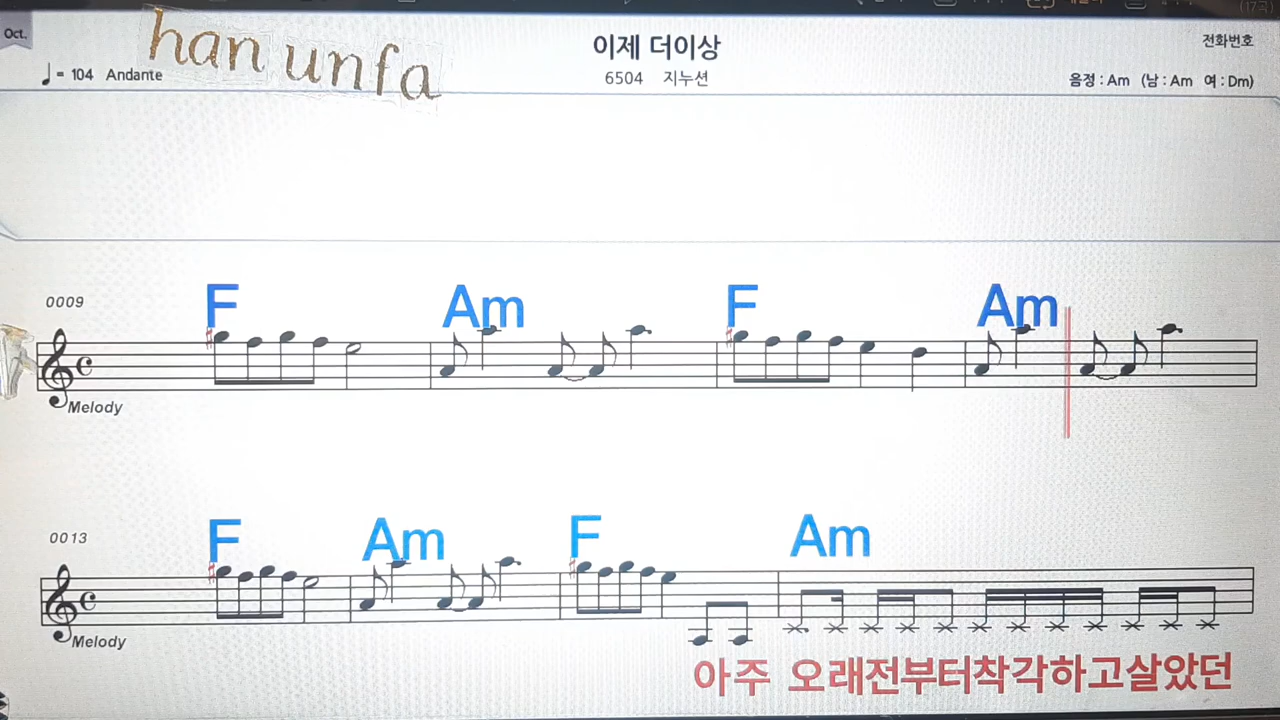 Oct.
han unfa
이제 더이상
전화번호
♩= 104 Andante
6504 지누션
음정 : Am (남 : Am 여 : Dm)
F Am F Am
0009
Melody
F Am F Am
0013
Melody
아주 오래전부터착각하고살았던